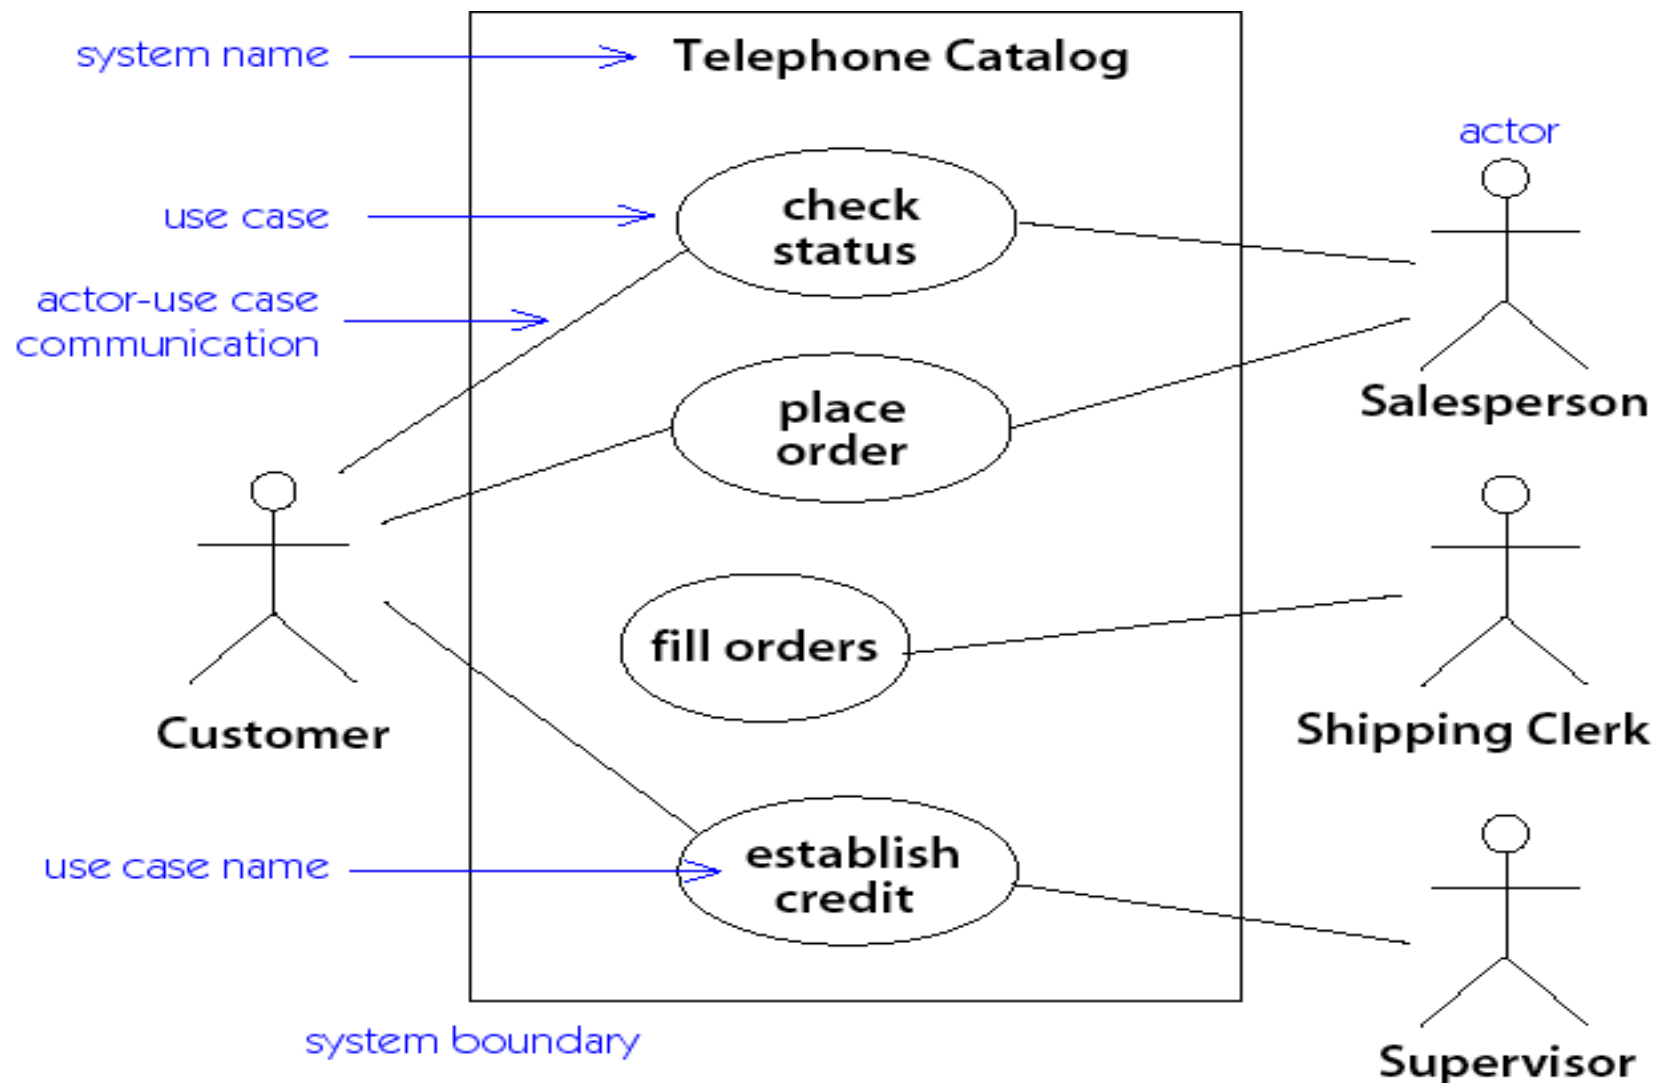 system name
Telephone Catalog
actor
use case
check
status
actor-use case
communication
place
order
Salesperson
fill orders
Customer
Shipping Clerk
use case name
establish
credit
system boundary
Supervisor